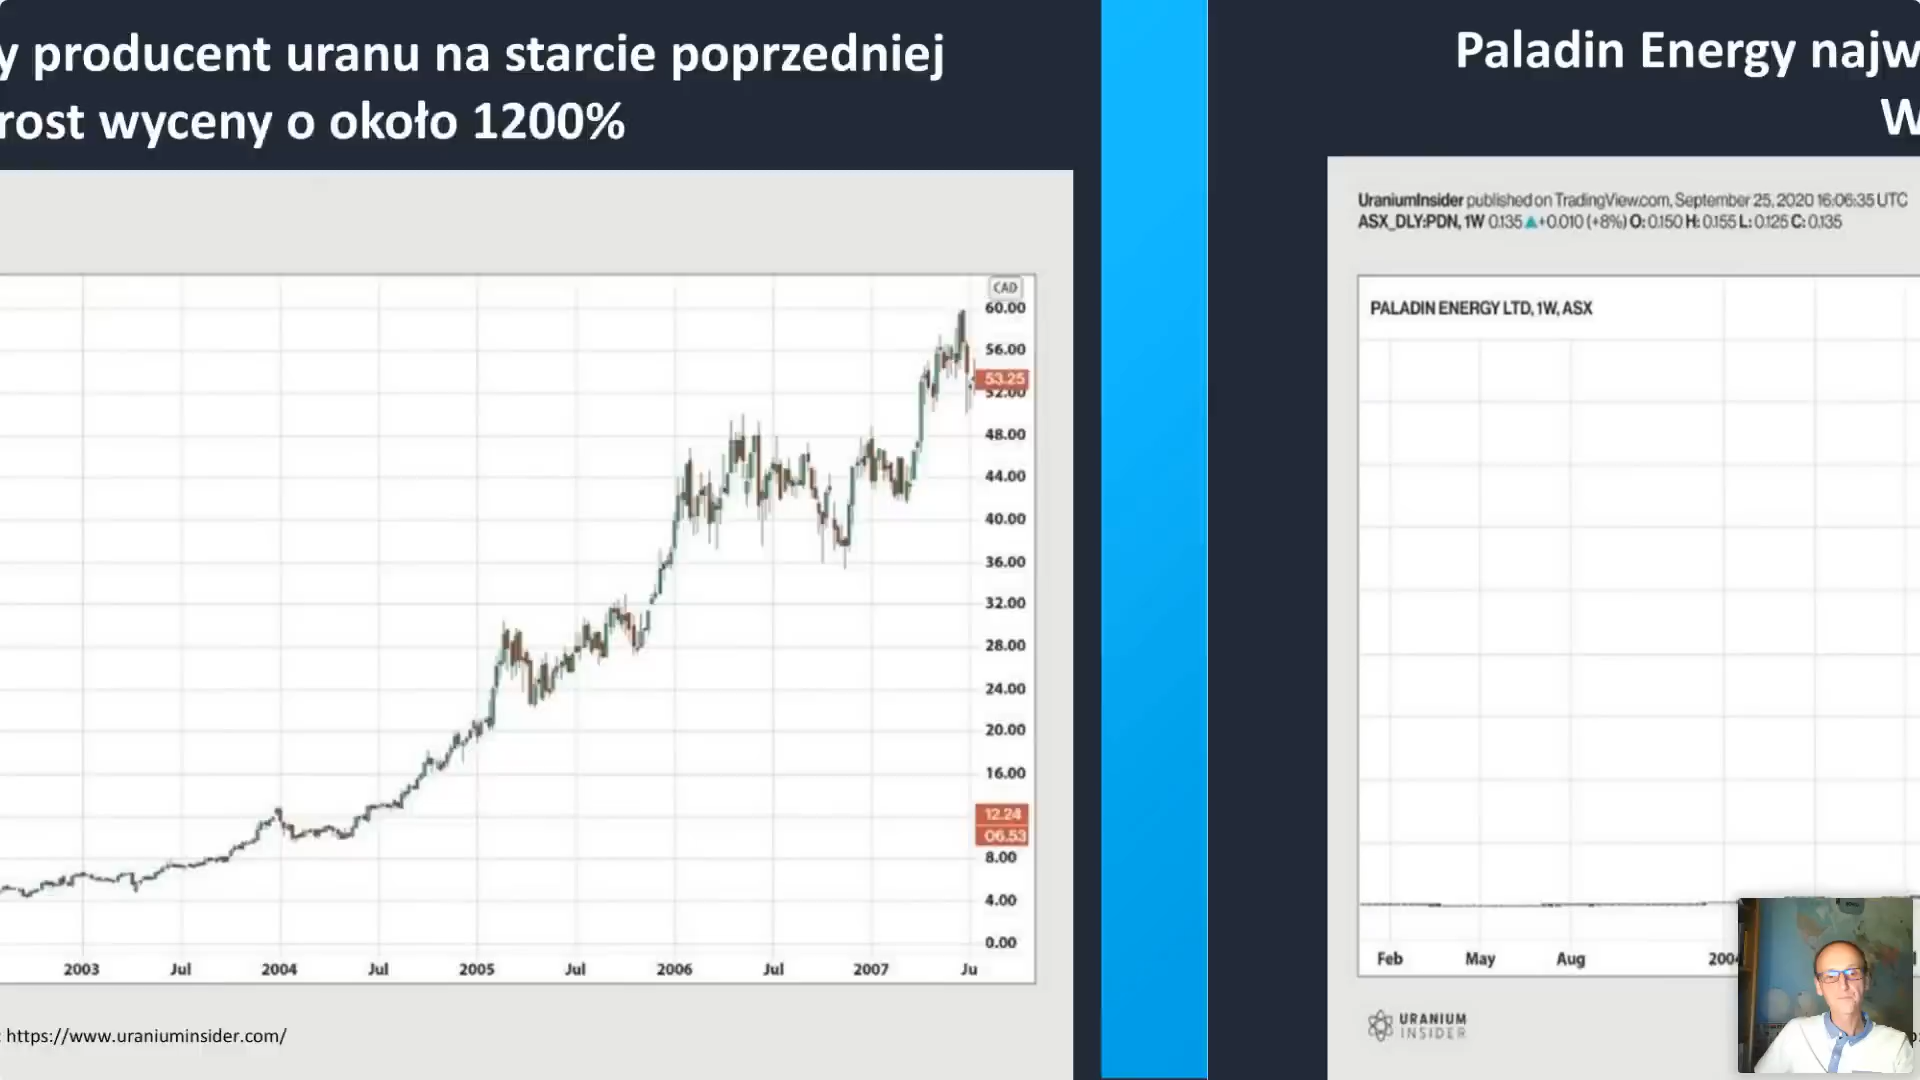 y producent uranu na starcie poprzedniej
rost wyceny o około 1200%
CAD
60.00
56.00
53.25
52.00
48.00
44.00
40.00
36.00
32.00
28.00
24.00
20.00
16.00
12.24
06.53
8.00
4.00
0.00
2003 Jul 2004 Jul 2005 Jul 2006 Jul 2007 Ju
: https://www.uraniuminsider.com/
Paladin Energy najw
W
UraniumInsider published on TradingView.com, September 25, 2020 16:06:35 UTC
ASX_DLY:PDN, 1W 0.135 ▲ +0.010 (+8%) O: 0.150 H: 0.155 L: 0.125 C: 0.135
PALADIN ENERGY LTD, 1W, ASX
Feb May Aug 2004
URANIUM
INSIDER